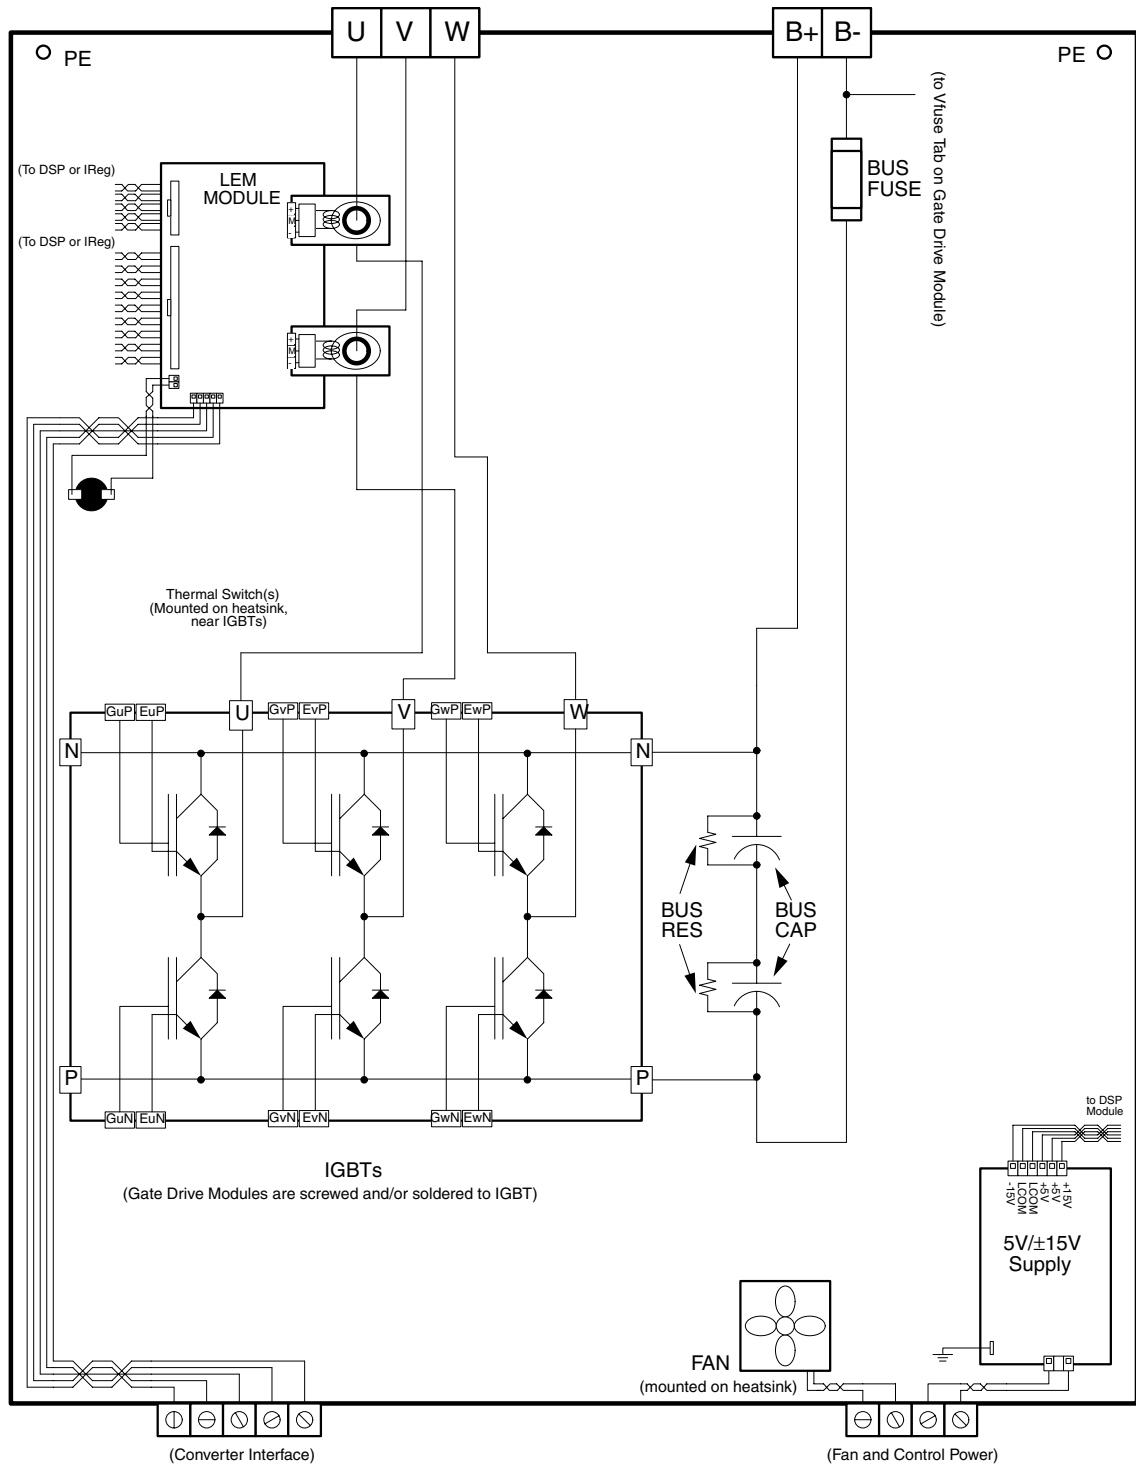 U V W
B+ B-
PE
PE
(to Vfuse Tab on Gate Drive Module)
(To DSP or IReg)
LEM
MODULE
+
M
-
BUS
FUSE
(To DSP or IReg)
+
M
-
Thermal Switch(s)
(Mounted on heatsink,
near IGBTs)
GuP EuP U GvP EvP V GwP EwP W
N
N
BUS
RES
BUS
CAP
P
P
GuN EuN GvN EvN GwN EwN
to DSP
Module
IGBTs
(Gate Drive Modules are screwed and/or soldered to IGBT)
-15V
LCOM
LCOM
+5V
+5V
+15V
5V/±15V
Supply
FAN
(mounted on heatsink)
(Converter Interface)
(Fan and Control Power)